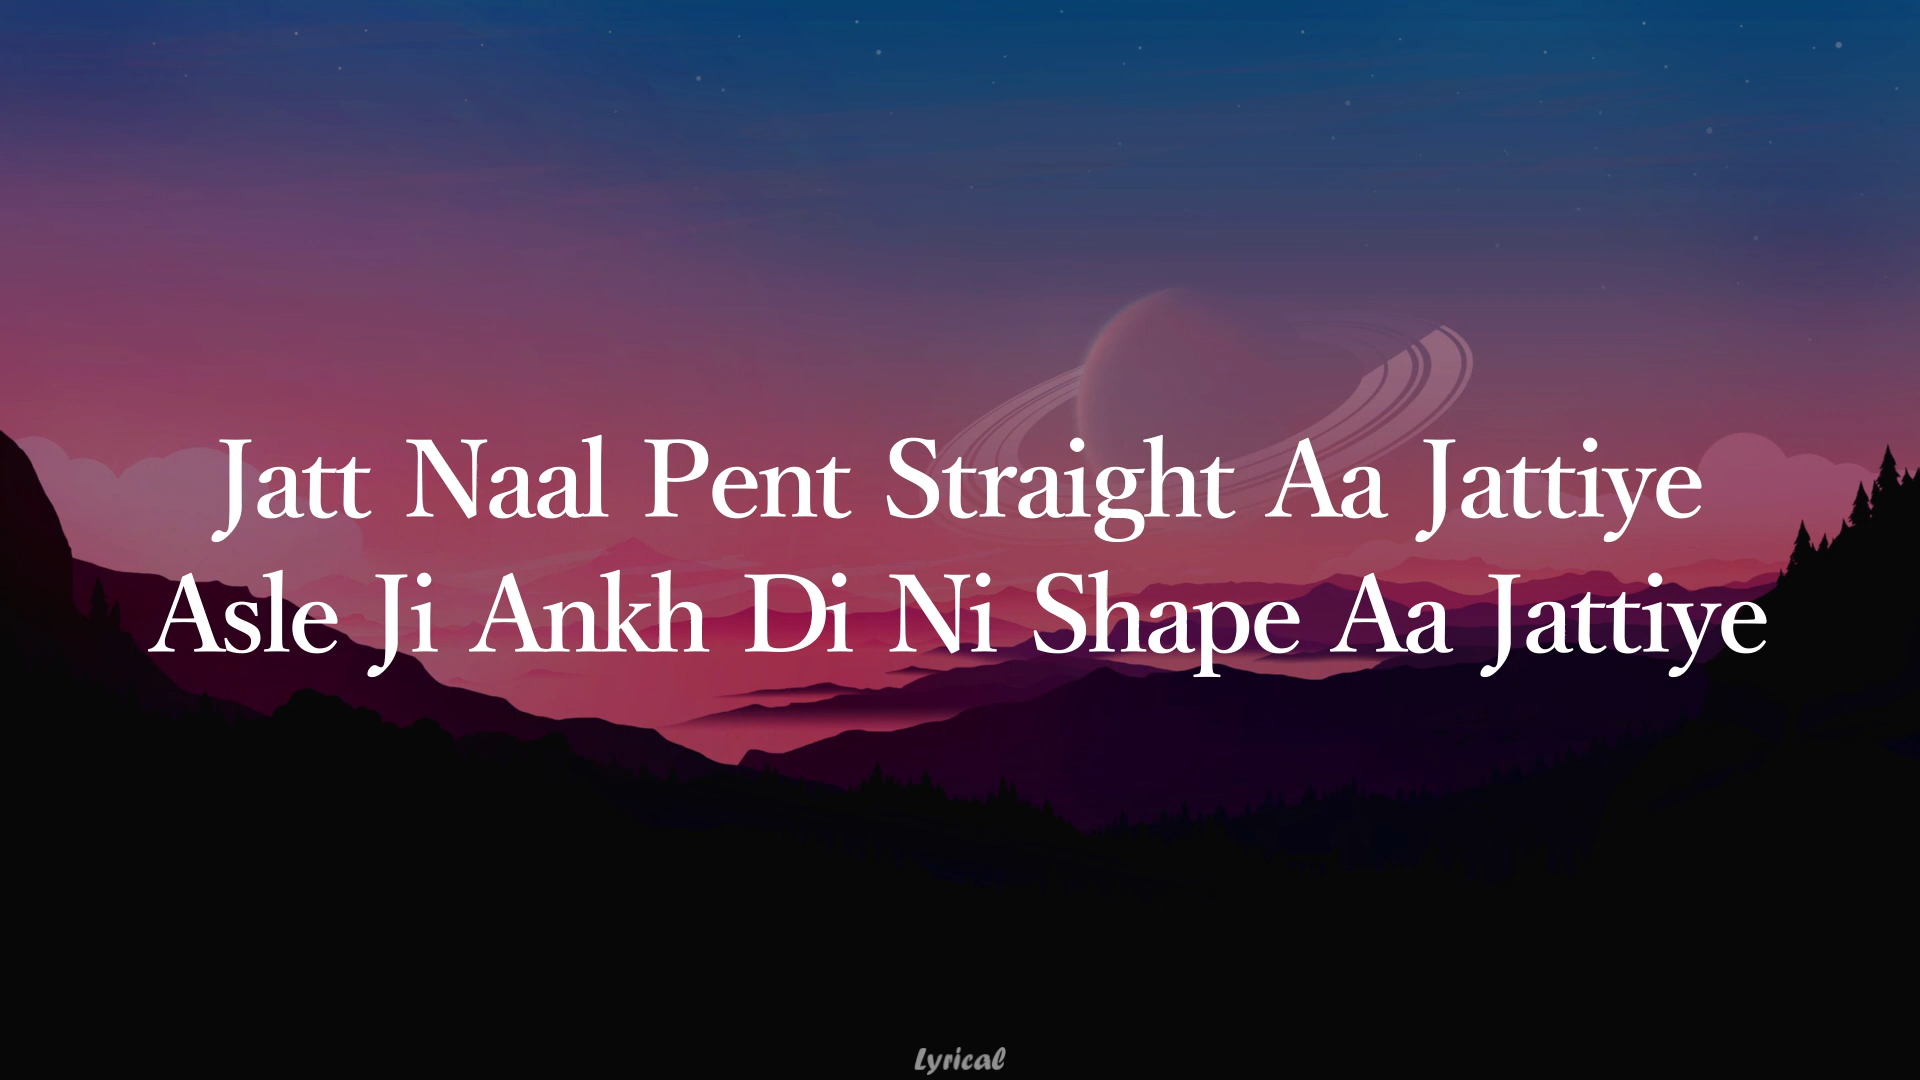 Jatt Naal Pent Straight Aa Jattiye
Asle Ji Ankh Di Ni Shape Aa Jattiye
Lyrical